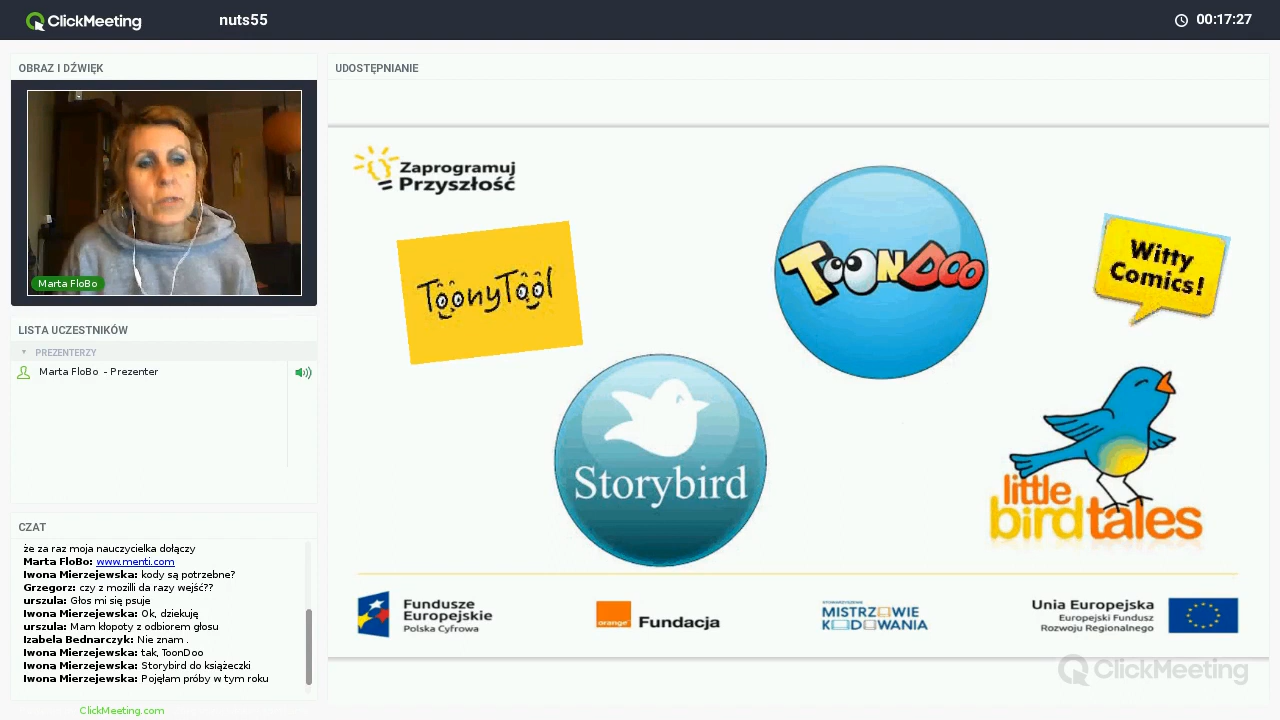 ClickMeeting
nuts55
00:17:27
OBRAZ I DŹWIĘK
Marta FloBo
LISTA UCZESTNIKÓW
PREZENTERZY
Marta FloBo - Prezenter
CZAT
że za raz moja nauczycielka dołączy
Marta FloBo: www.menti.com
Iwona Mierzejewska: kody są potrzebne?
Grzegorz: czy z mozilli da razy wejść??
urszula: Głos mi się psuje
Iwona Mierzejewska: Ok, dziekuję
urszula: Mam kłopoty z odbiorem głosu
Izabela Bednarczyk: Nie znam .
Iwona Mierzejewska: tak, ToonDoo
Iwona Mierzejewska: Storybird do książeczki
Iwona Mierzejewska: Pojęłam próby w tym roku
ClickMeeting.com
UDOSTĘPNIANIE
Zaprogramuj
Przyszłość
ToonyTool
TOONDOO
Witty
Comics!
Storybird
little
birdtales
Fundusze
Europejskie
Polska Cyfrowa
orange
Fundacja
STOWARZYSZENIE
MISTRZOWIE
KODOWANIA
Unia Europejska
Europejski Fundusz
Rozwoju Regionalnego
ClickMeeting